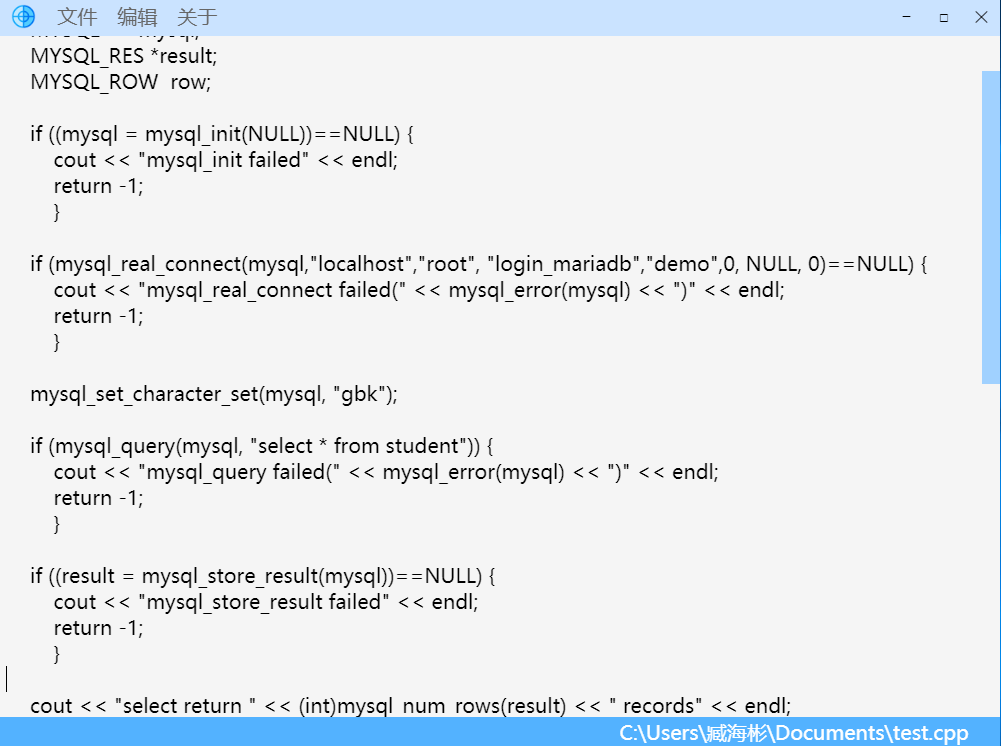 文件 编辑 关于
MYSQL_RES *result;
MYSQL_ROW  row;
if ((mysql = mysql_init(NULL))==NULL) {
cout << "mysql_init failed" << endl;
return -1;
}
if (mysql_real_connect(mysql,"localhost","root", "login_mariadb","demo",0, NULL, 0)==NULL) {
cout << "mysql_real_connect failed(" << mysql_error(mysql) << ")" << endl;
return -1;
}
mysql_set_character_set(mysql, "gbk");
if (mysql_query(mysql, "select * from student")) {
cout << "mysql_query failed(" << mysql_error(mysql) << ")" << endl;
return -1;
}
if ((result = mysql_store_result(mysql))==NULL) {
cout << "mysql_store_result failed" << endl;
return -1;
}
cout << "select return " << (int)mysql_num_rows(result) << " records" << endl;
C:\Users\臧海彬\Documents\test.cpp